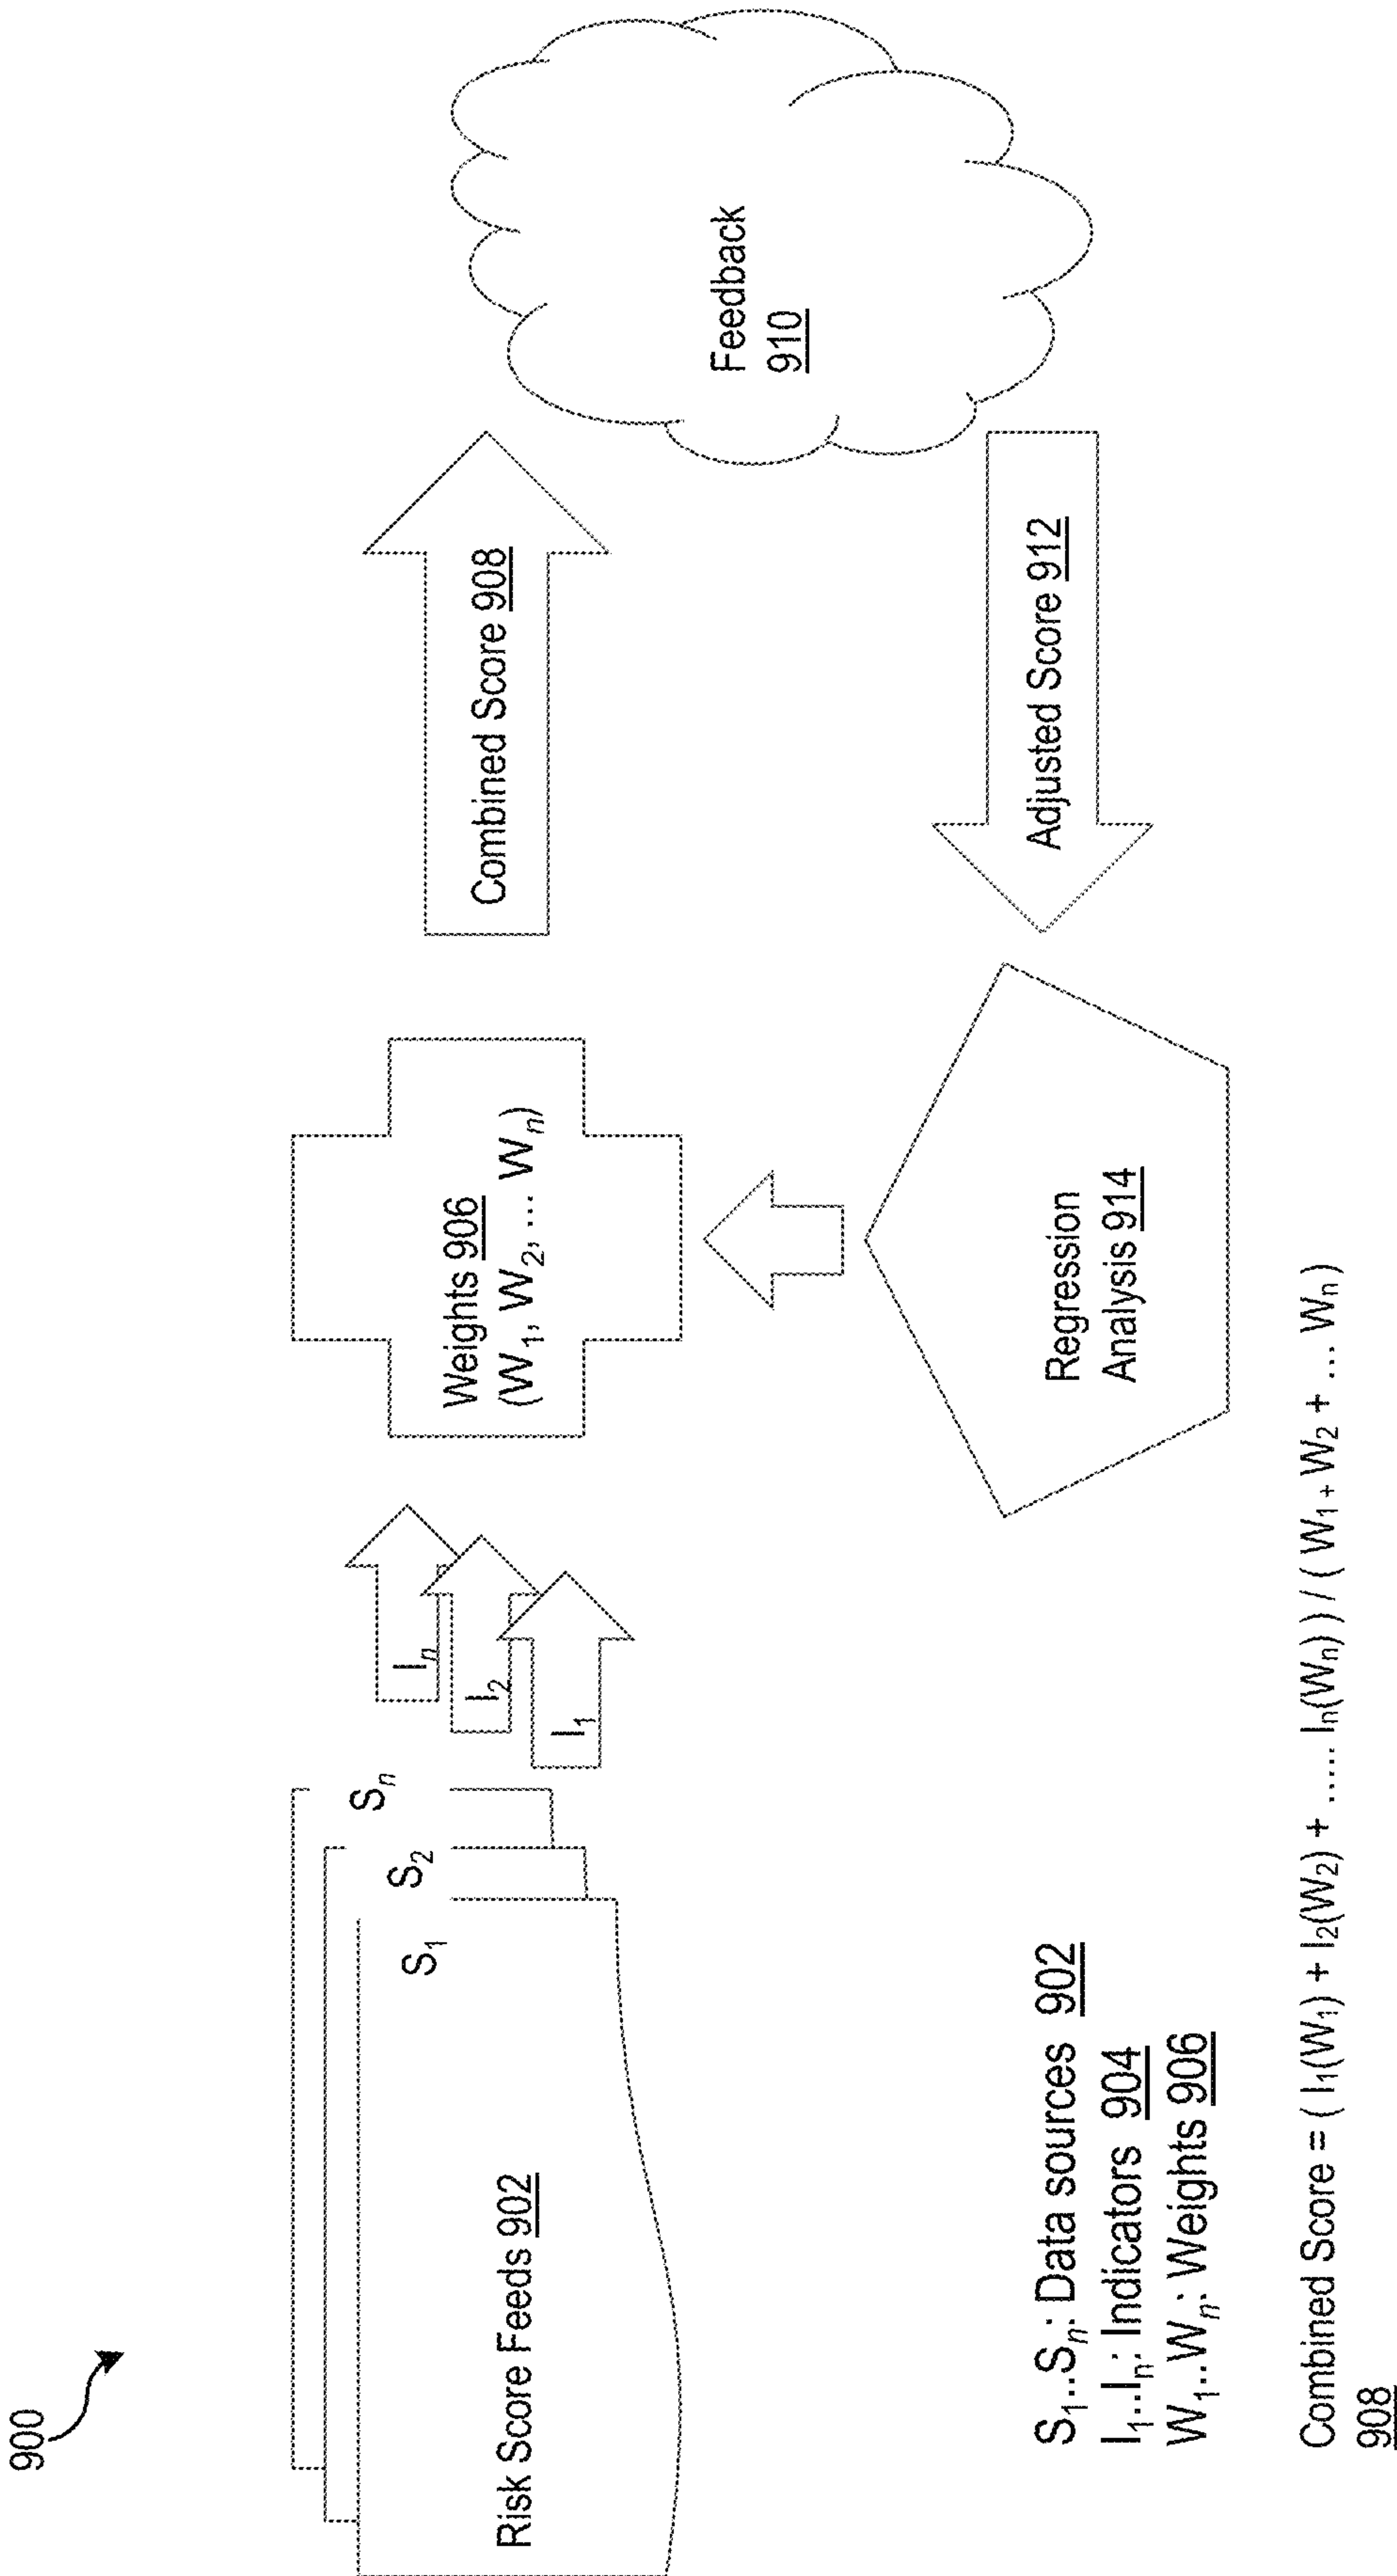 900
Risk Score Feeds 902
S1
S2
Sn
I1
I2
In
Weights 906
(W1, W2, ... Wn)
Combined Score 908
Feedback
910
Adjusted Score 912
Regression
Analysis 914
S1..Sn: Data sources 902
I1..In: Indicators 904
W1..Wn: Weights 906
Combined Score = ( I1(W1) + I2(W2) + ..... In(Wn) ) / ( W1 + W2 + ... Wn)
908